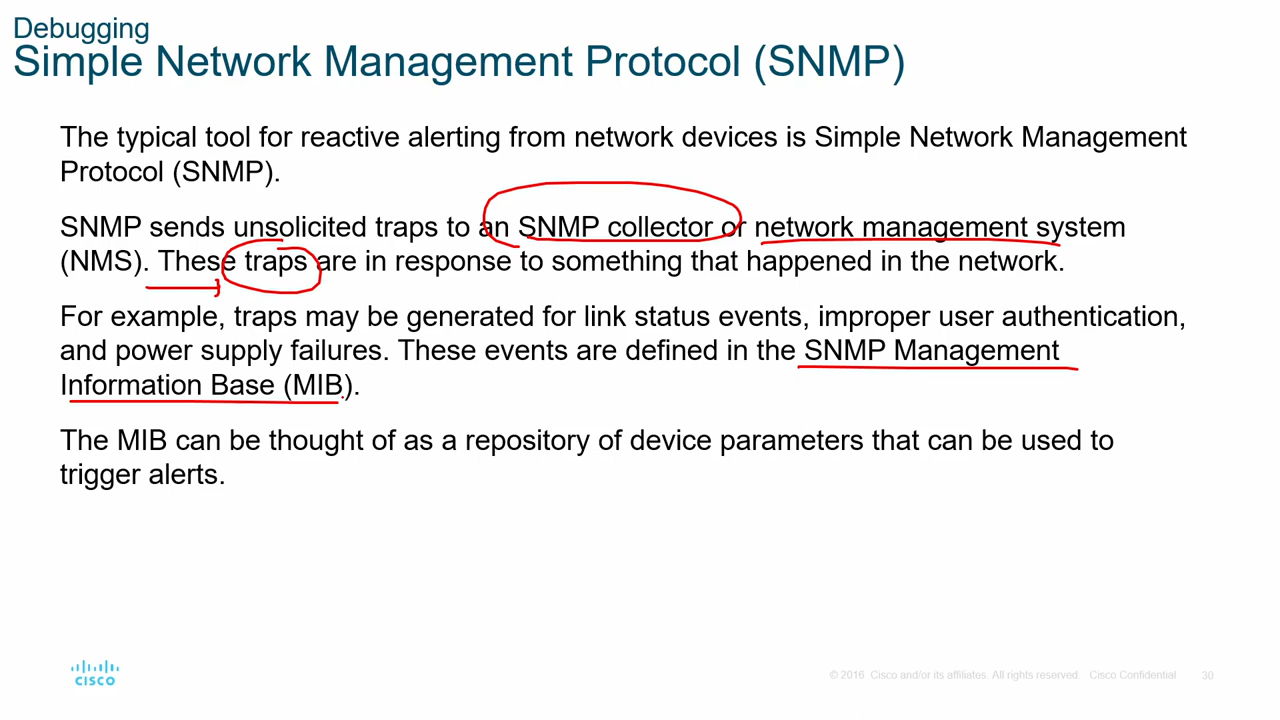 Debugging
Simple Network Management Protocol (SNMP)
The typical tool for reactive alerting from network devices is Simple Network Management
Protocol (SNMP).
SNMP sends unsolicited traps to an SNMP collector or network management system
(NMS). These traps are in response to something that happened in the network.
For example, traps may be generated for link status events, improper user authentication,
and power supply failures. These events are defined in the SNMP Management
Information Base (MIB).
The MIB can be thought of as a repository of device parameters that can be used to
trigger alerts.
CISCO
© 2016 Cisco and/or its affiliates. All rights reserved. Cisco Confidential 30